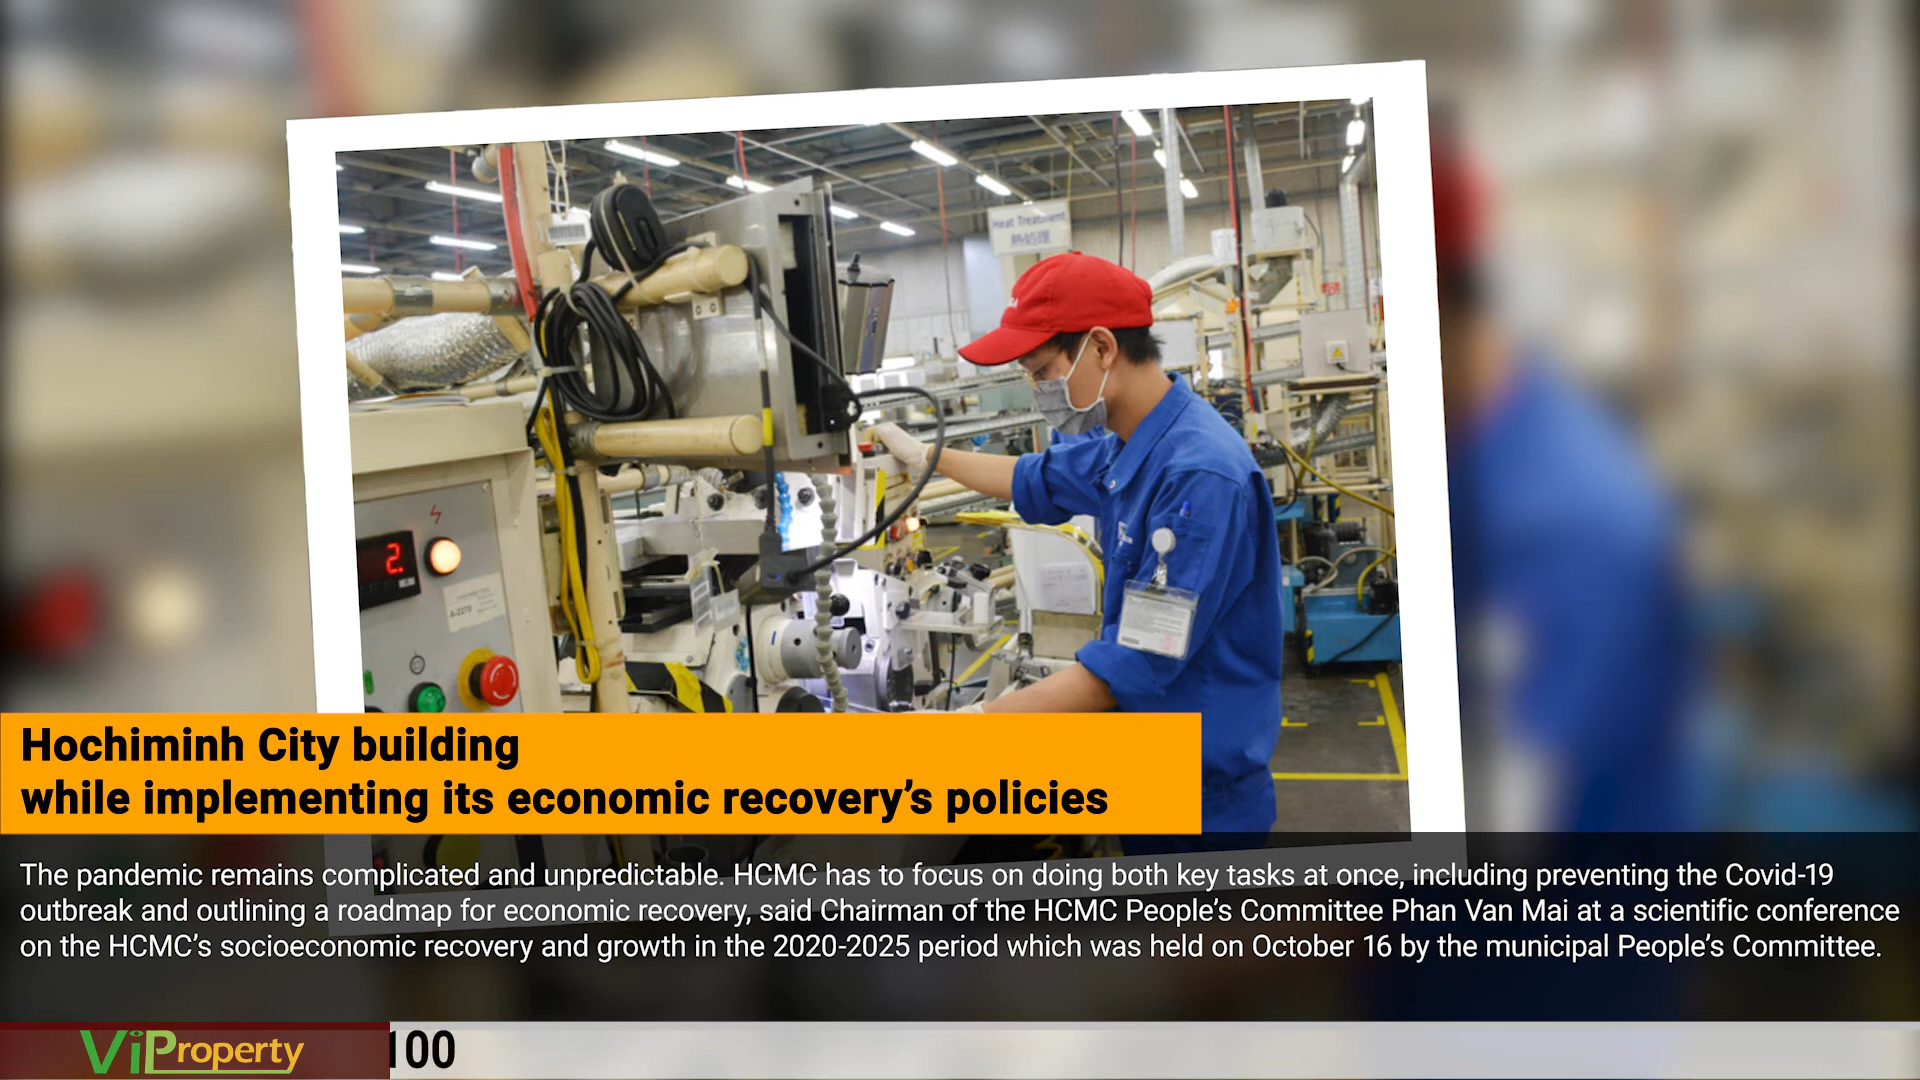 Heat Treatment
熱処理
2.
A-2270
Hochiminh City building
while implementing its economic recovery's policies
The pandemic remains complicated and unpredictable. HCMC has to focus on doing both key tasks at once, including preventing the Covid-19
outbreak and outlining a roadmap for economic recovery, said Chairman of the HCMC People's Committee Phan Van Mai at a scientific conference
on the HCMC's socioeconomic recovery and growth in the 2020-2025 period which was held on October 16 by the municipal People's Committee.
ViProperty
100